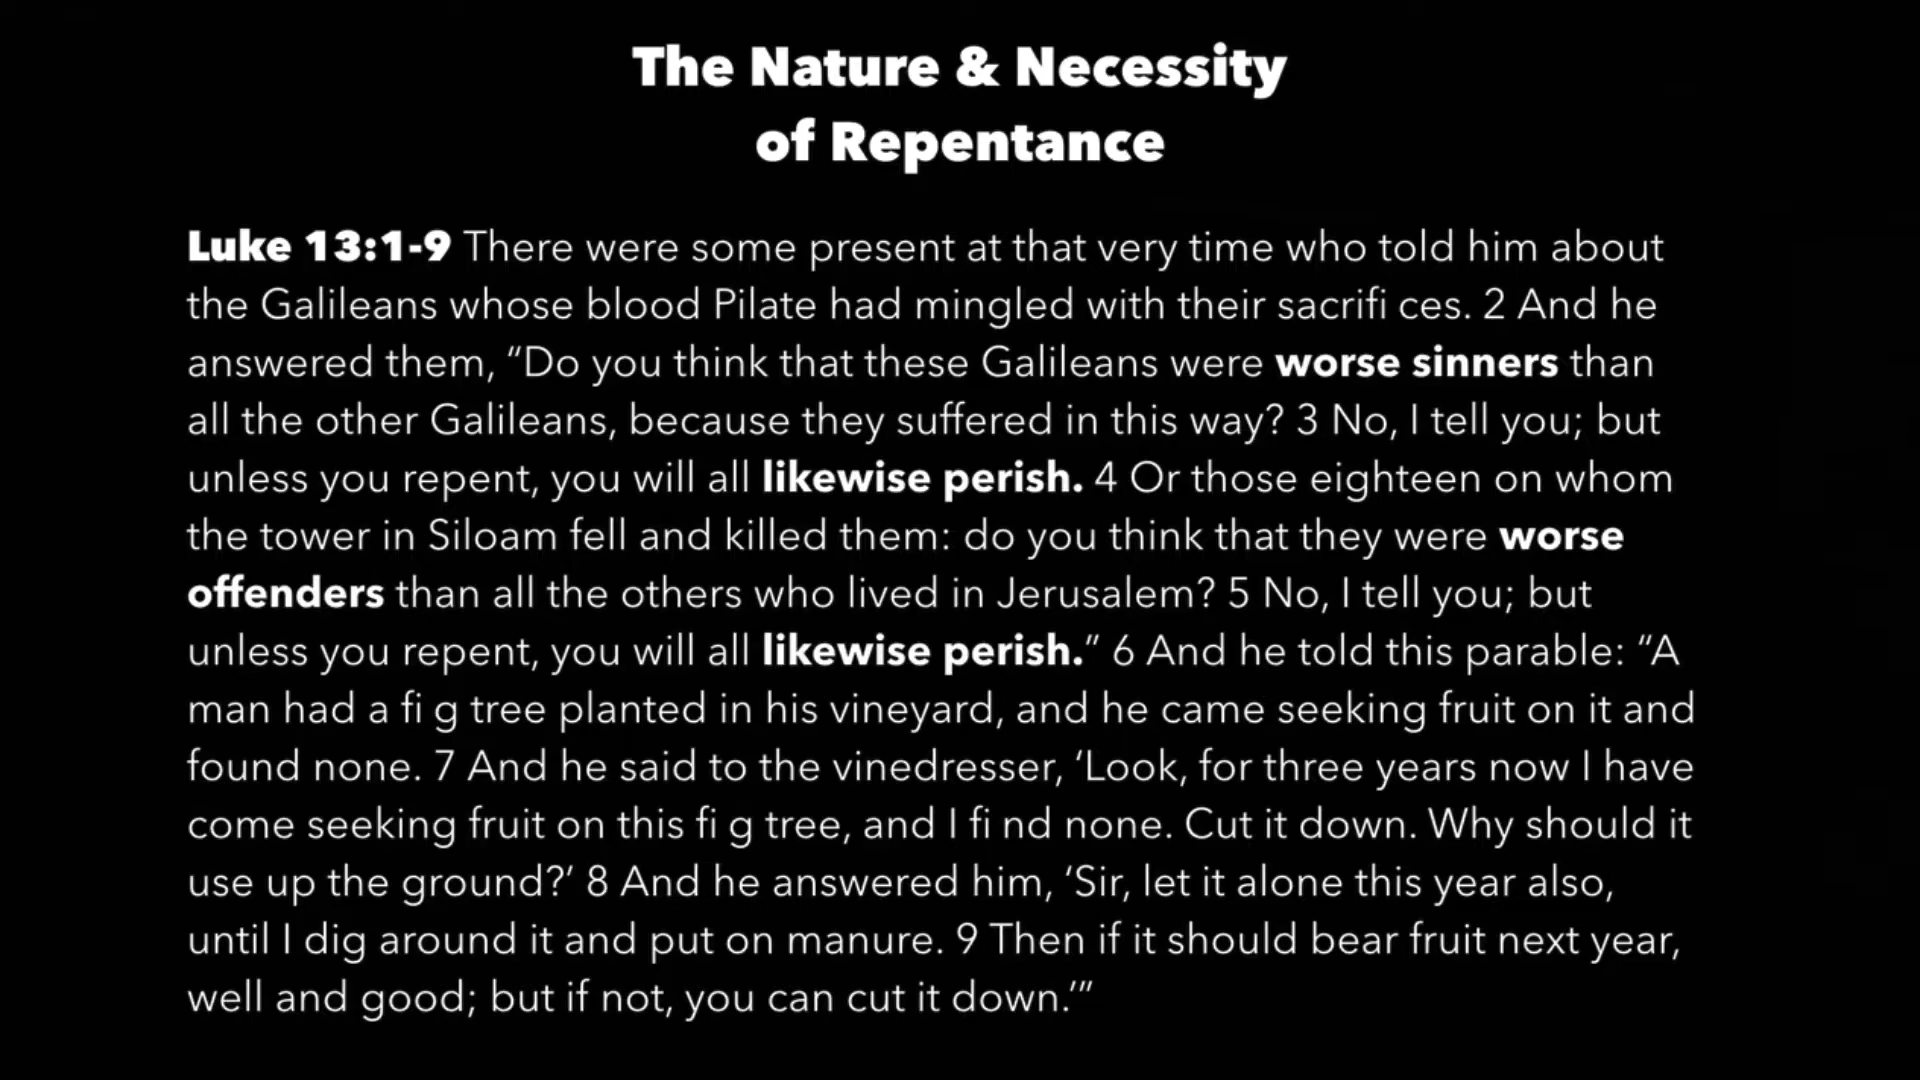 The Nature & Necessity
of Repentance
Luke 13:1-9 There were some present at that very time who told him about
the Galileans whose blood Pilate had mingled with their sacrifi ces. 2 And he
answered them, “Do you think that these Galileans were worse sinners than
all the other Galileans, because they suffered in this way? 3 No, I tell you; but
unless you repent, you will all likewise perish. 4 Or those eighteen on whom
the tower in Siloam fell and killed them: do you think that they were worse
offenders than all the others who lived in Jerusalem? 5 No, I tell you; but
unless you repent, you will all likewise perish.” 6 And he told this parable: “A
man had a fi g tree planted in his vineyard, and he came seeking fruit on it and
found none. 7 And he said to the vinedresser, ‘Look, for three years now I have
come seeking fruit on this fi g tree, and I fi nd none. Cut it down. Why should it
use up the ground?’ 8 And he answered him, ‘Sir, let it alone this year also,
until I dig around it and put on manure. 9 Then if it should bear fruit next year,
well and good; but if not, you can cut it down.’”